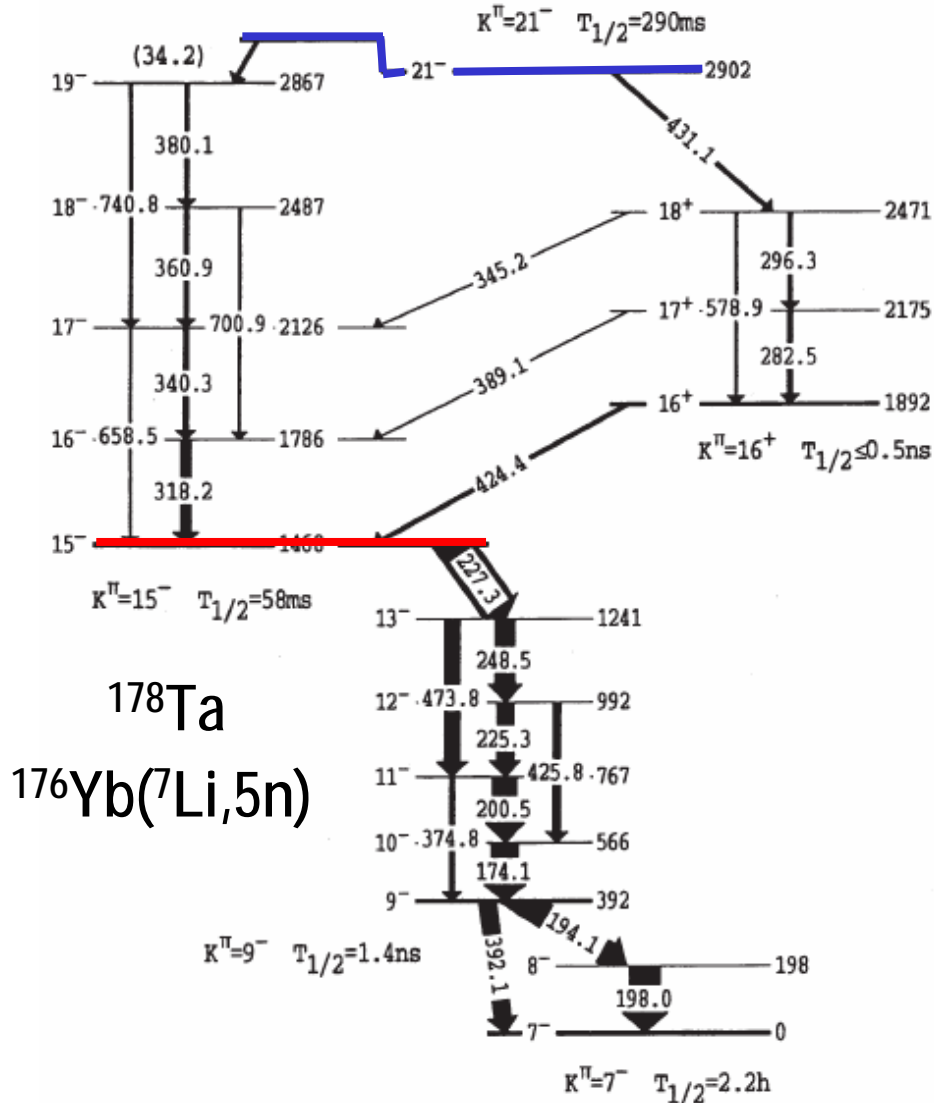 K^π=21⁻ T1/2=290ms
(34.2)
19⁻ 2867
21⁻ 2902
380.1
431.1
18⁻ 740.8 2487
18⁺ 2471
360.9
345.2
296.3
17⁻ 700.9 2126
17⁺ 578.9 2175
340.3
389.1
282.5
16⁻ 658.5 1786
16⁺ 1892
K^π=16⁺ T1/2≤0.5ns
318.2
424.4
15⁻
227.3
K^π=15⁻ T1/2=58ms
13⁻ 1241
248.5
¹⁷⁸Ta
12⁻ 473.8 992
225.3
¹⁷⁶Yb(⁷Li,5n)
11⁻ 425.8 767
200.5
10⁻ 374.8 566
174.1
9⁻ 392
194.1
K^π=9⁻ T1/2=1.4ns
392.1
8⁻ 198
198.0
7⁻ 0
K^π=7⁻ T1/2=2.2h